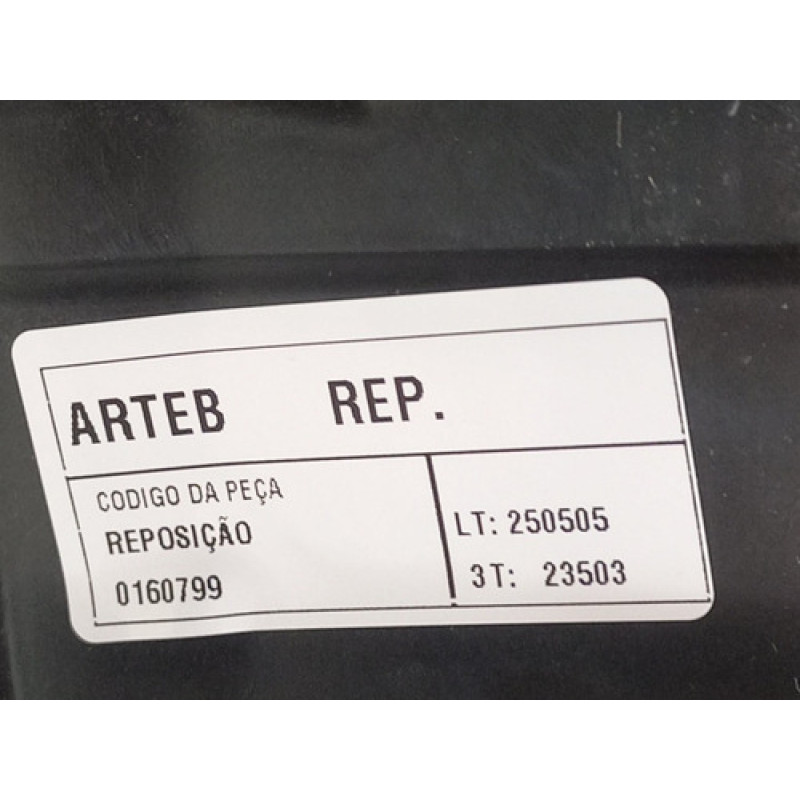 ARTEB REP.
CODIGO DA PEÇA
REPOSIÇÃO
0160799
LT: 250505
3T: 23503